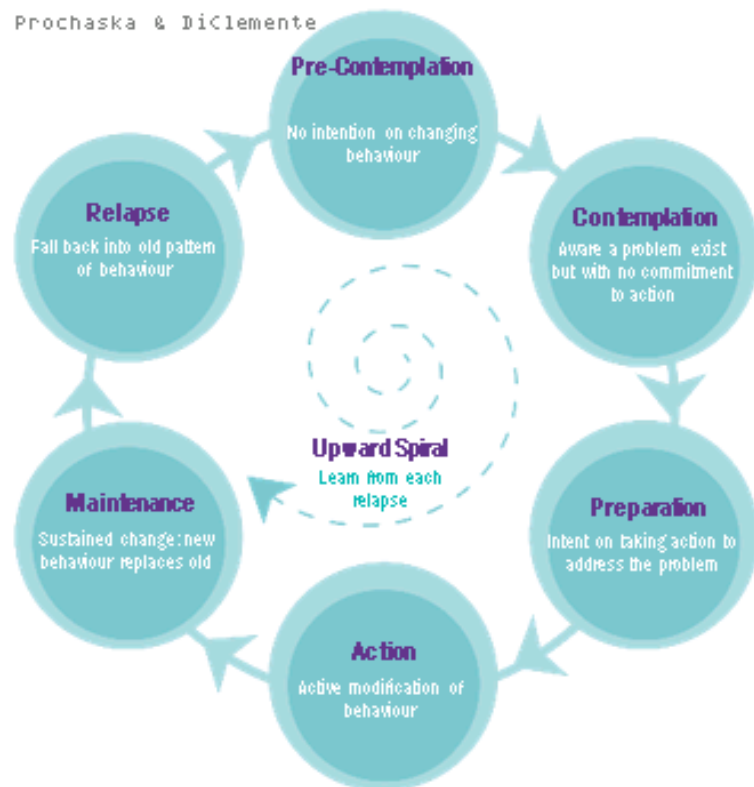 Prochaska & DiClemente
Pre-Contemplation
No intention on changing
behaviour
Contemplation
Aware a problem exist
but with no commitment
to action
Preparation
Intent on taking action to
address the problem
Action
Active modification of
behaviour
Maintenance
Sustained change: new
behaviour replaces old
Relapse
Fall back into old pattern
of behaviour
Upward Spiral
Learn from each
relapse